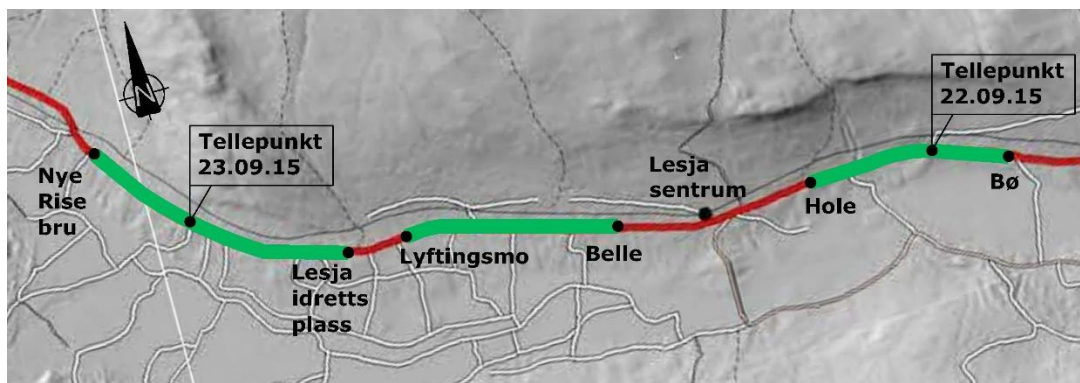 N
Tellepunkt
23.09.15
Nye
Rise
bru
Lesja
idretts
plass
Lyftingsmo
Belle
Lesja
sentrum
Hole
Tellepunkt
22.09.15
Bø